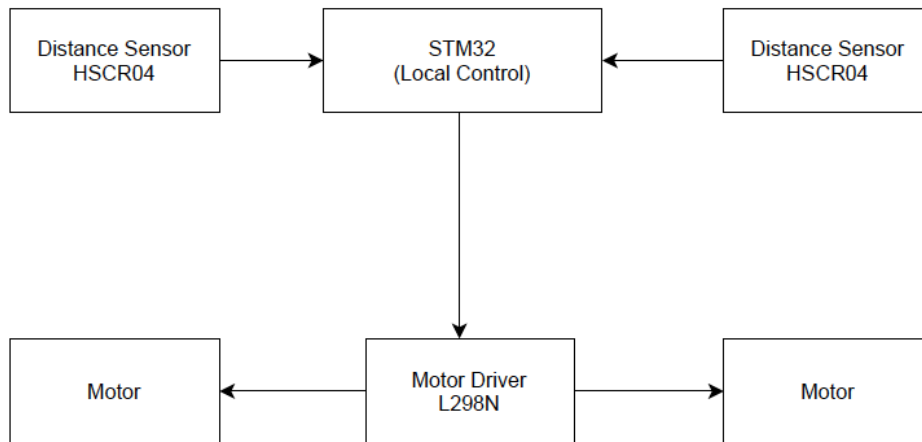 Distance Sensor
HSCR04
STM32
(Local Control)
Distance Sensor
HSCR04
Motor
Motor Driver
L298N
Motor